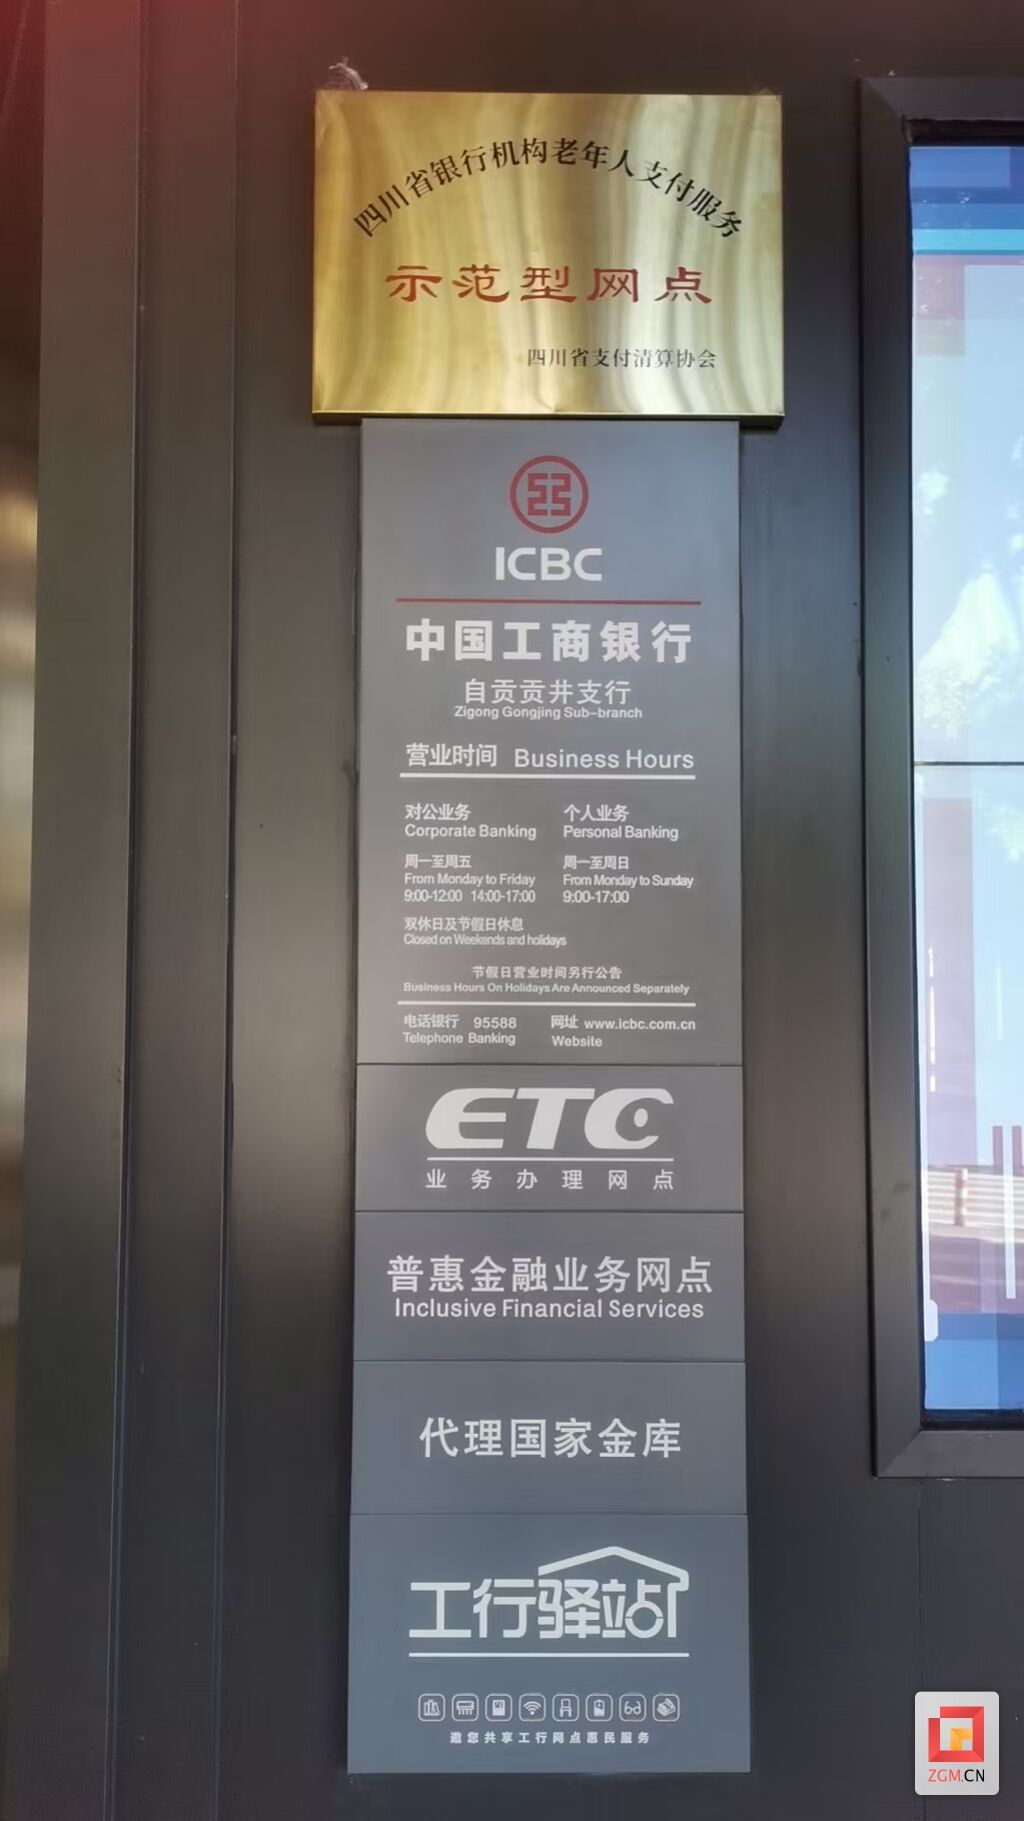 四川省银行机构老年人支付服务
示范型网点
四川省支付清算协会
ICBC
中国工商银行
自贡贡井支行
Zigong Gongjing Sub-branch
营业时间 Business Hours
对公业务
Corporate Banking
周一至周五
From Monday to Friday
9:00-12:00 14:00-17:00
双休日及节假日休息
Closed on Weekends and holidays
个人业务
Personal Banking
周一至周日
From Monday to Sunday
9:00-17:00
节假日营业时间另行公告
Business Hours On Holidays Are Announced Separately
电话银行 95588
Telephone Banking
网址 www.icbc.com.cn
Website
ETC
业务办理网点
普惠金融业务网点
Inclusive Financial Services
代理国家金库
工行驿站
邀您共享工行网点惠民服务
ZGM.CN